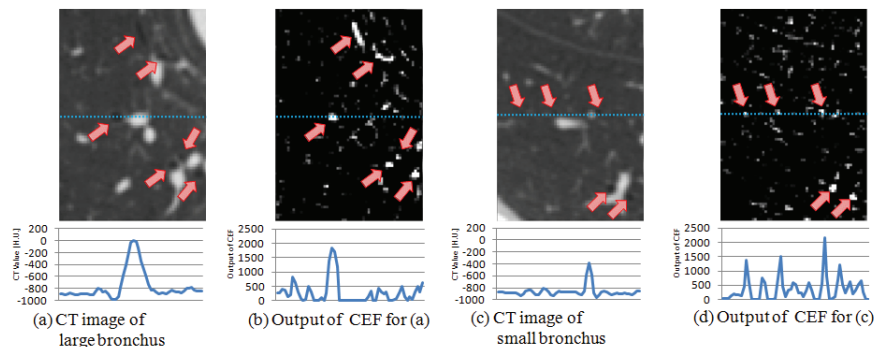 200
0
-200
-400
-600
-800
-1000
CT Value [H.U.]
2500
2000
1500
1000
500
0
Output of CEF
200
0
-200
-400
-600
-800
-1000
CT Value [H.U.]
2500
2000
1500
1000
500
0
Output of CEF
(a) CT image of
large bronchus
(b) Output of CEF for (a)
(c) CT image of
small bronchus
(d) Output of CEF for (c)